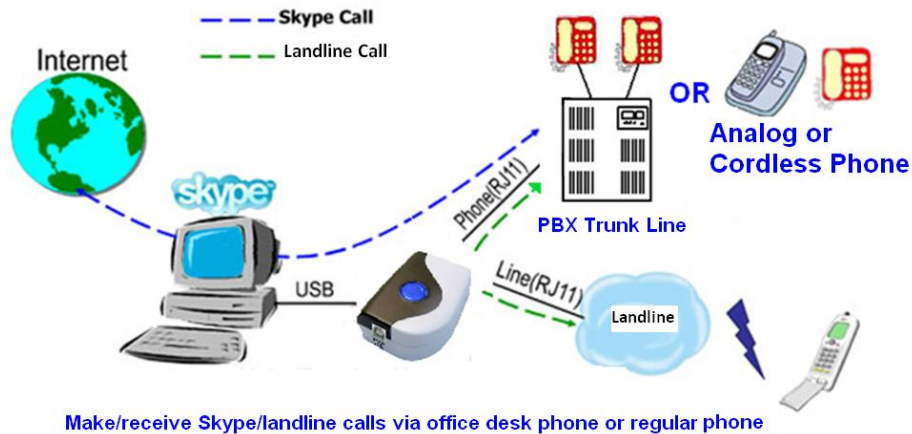 Skype Call
Landline Call
Internet
OR
Analog or
Cordless Phone
skype
Phone(RJ11)
PBX Trunk Line
USB
Line(RJ11)
Landline
Make/receive Skype/landline calls via office desk phone or regular phone